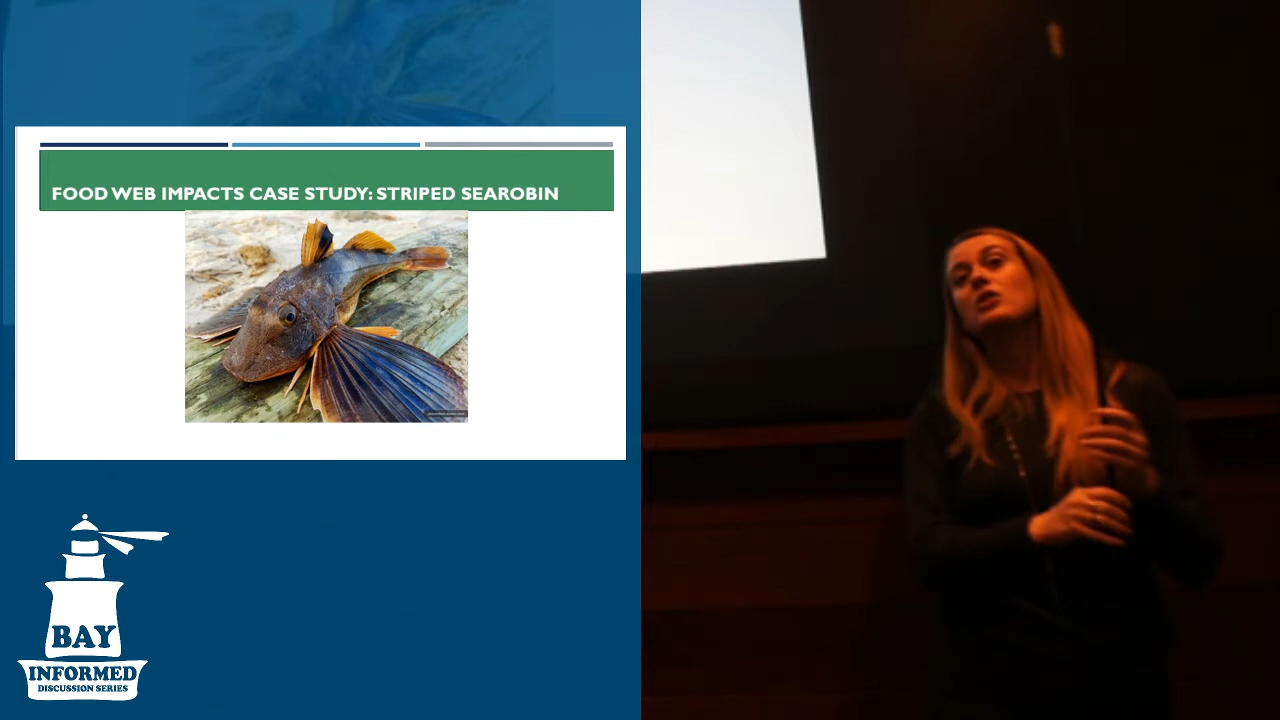 FOOD WEB IMPACTS CASE STUDY: STRIPED SEAROBIN
BAY
INFORMED
DISCUSSION SERIES